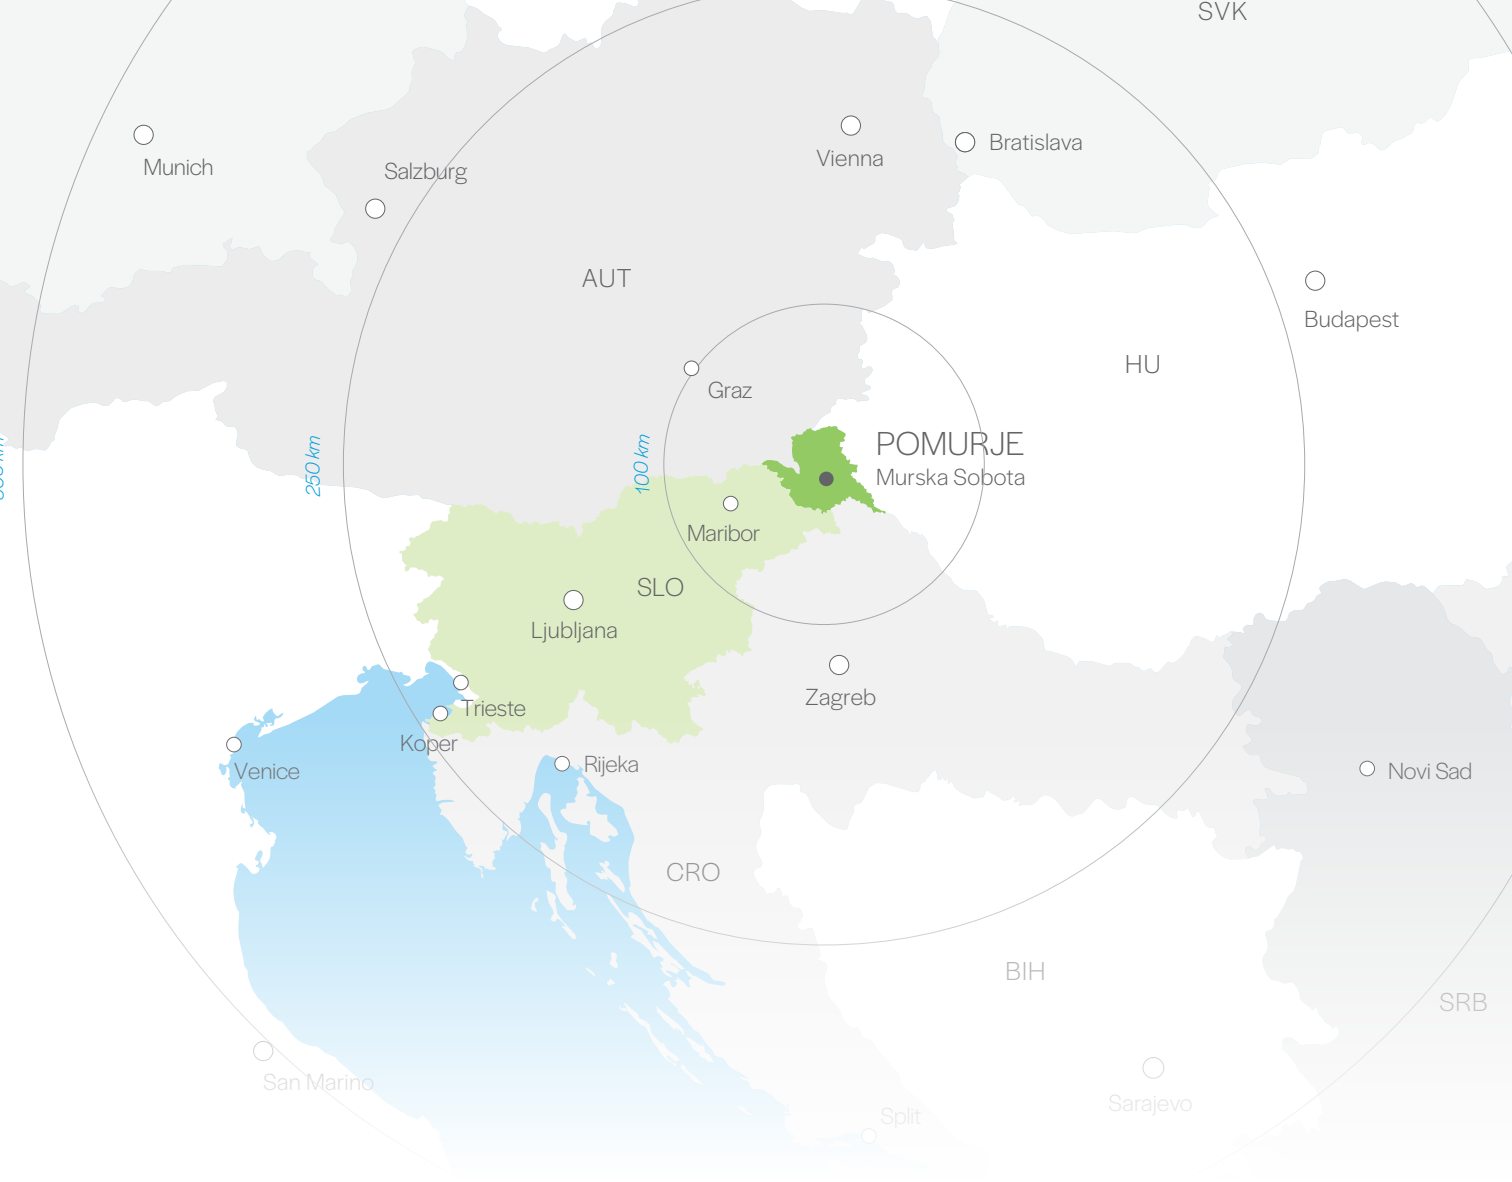 SVK
Munich
Salzburg
Vienna
Bratislava
AUT
Budapest
HU
Graz
250 km
100 km
POMURJE
Murska Sobota
Maribor
SLO
Ljubljana
Zagreb
Trieste
Koper
Venice
Rijeka
Novi Sad
CRO
BIH
SRB
San Marino
Sarajevo
Split